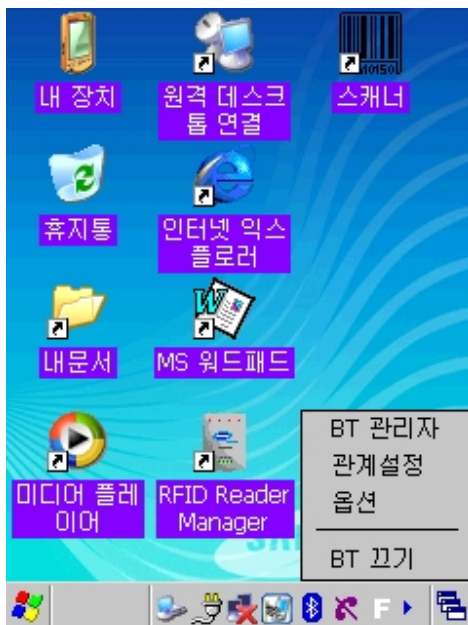 내 장치
원격 데스크
톱 연결
스캐너
휴지통
인터넷 익스
플로러
내문서
MS 워드패드
미디어 플레
이어
RFID Reader
Manager
BT 관리자
관계설정
옵션
BT 끄기
F